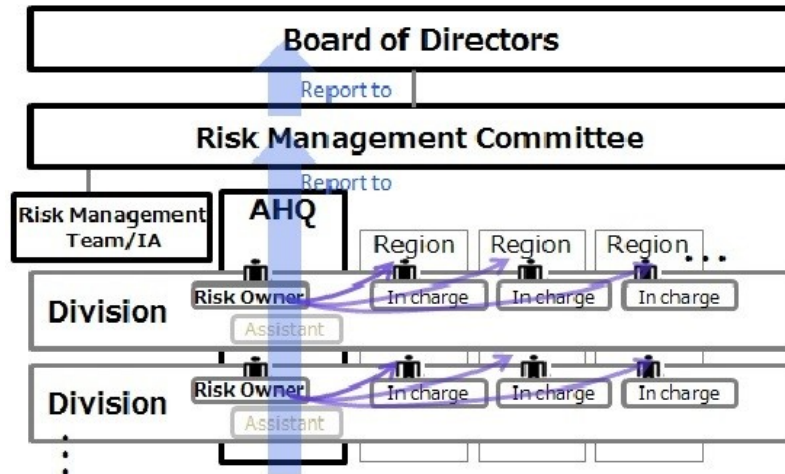 Board of Directors
Report to
Risk Management Committee
Report to
Risk Management
Team/IA
AHQ
Region
Region
Region
...
Division
Risk Owner
In charge
In charge
In charge
Assistant
Division
Risk Owner
In charge
In charge
In charge
Assistant